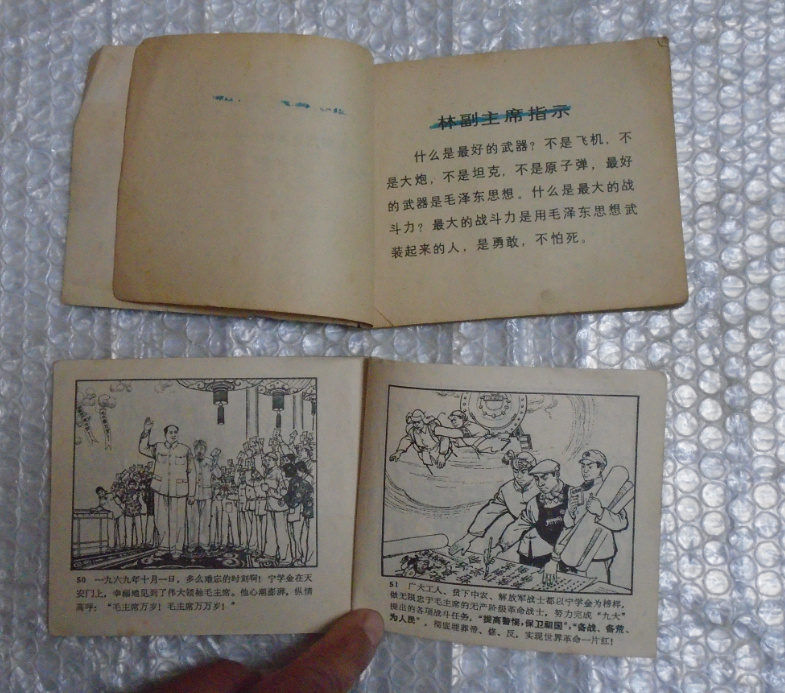 林副主席指示
什么是最好的武器？不是飞机，不
是大炮，不是坦克，不是原子弹，最好
的武器是毛泽东思想。什么是最大的战
斗力？最大的战斗力是用毛泽东思想武
装起来的人，是勇敢，不怕死。
50 一九六九年十月一日，多么难忘的时刻啊！宁学金在天
安门上，幸福地见到了伟大领袖毛主席。他心潮澎湃，纵情
高呼：“毛主席万岁！毛主席万万岁！”
51 广大工人、贫下中农、解放军战士都以宁学金为榜样，
做无限忠于毛主席的无产阶级革命战士，努力完成“九大”
提出的各项战斗任务，“提高警惕，保卫祖国”，“备战、备荒、
为人民”，彻底埋葬帝、修、反，实现世界革命一片红！